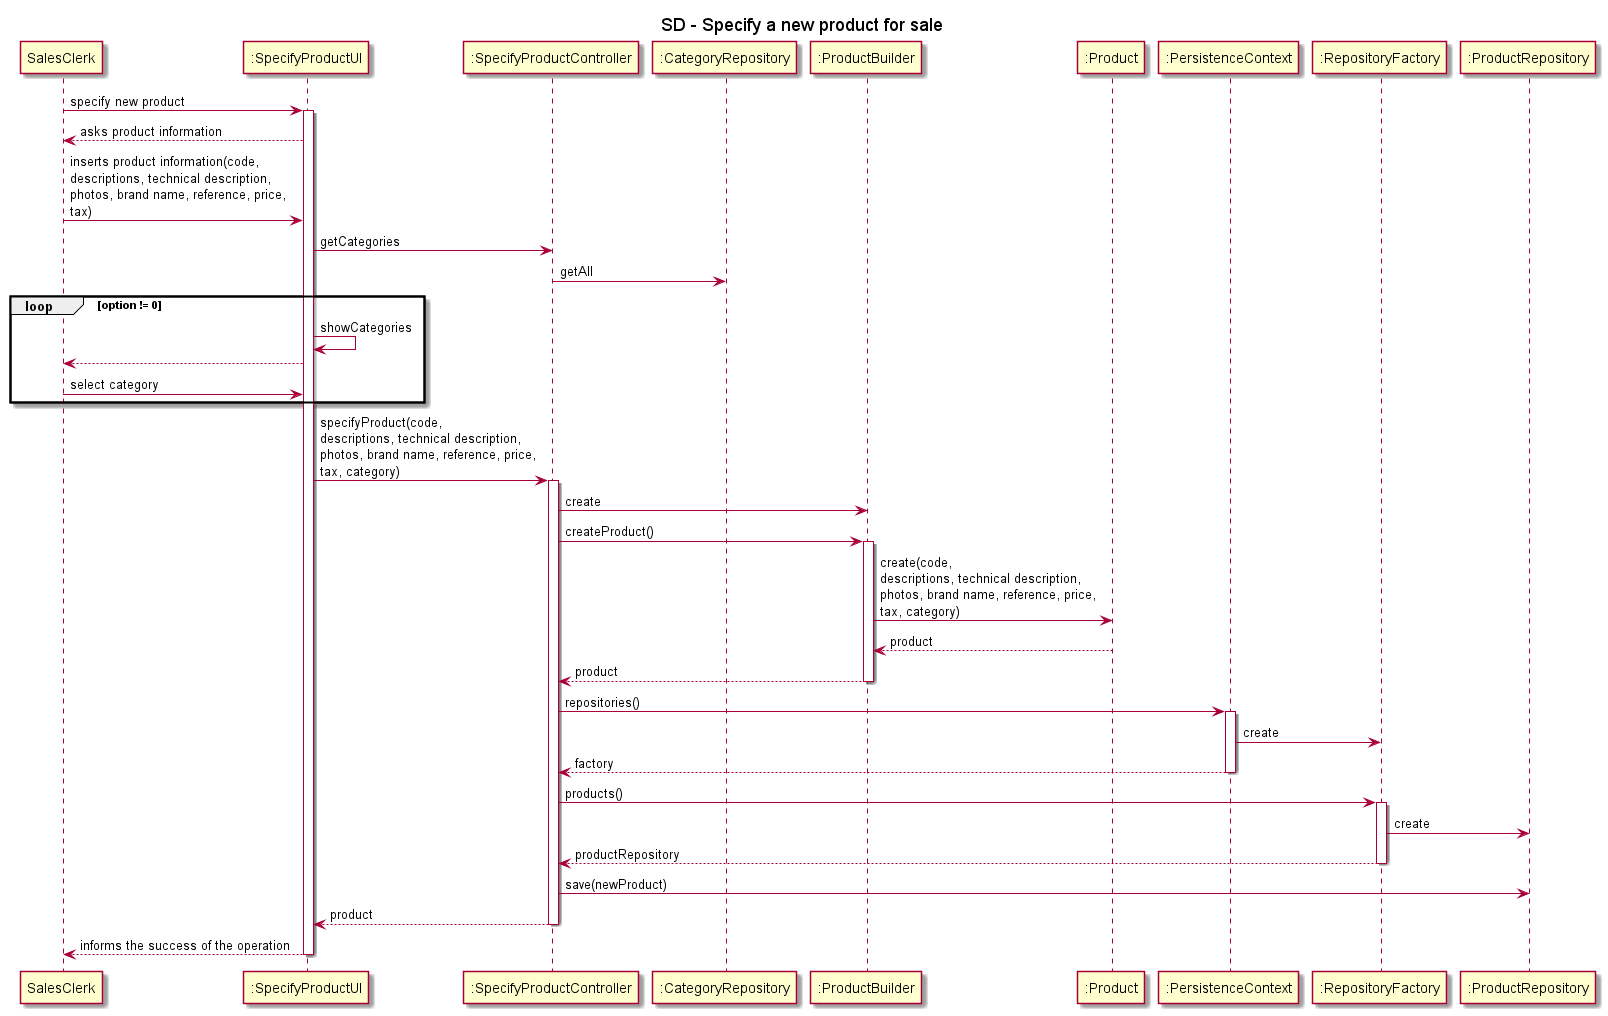 SD - Specify a new product for sale
SalesClerk
:SpecifyProductUI
:SpecifyProductController
:CategoryRepository
:ProductBuilder
:Product
:PersistenceContext
:RepositoryFactory
:ProductRepository
specify new product
asks product information
inserts product information(code,
descriptions, technical description,
photos, brand name, reference, price,
tax)
getCategories
getAll
loop
[option != 0]
showCategories
select category
specifyProduct(code,
descriptions, technical description,
photos, brand name, reference, price,
tax, category)
create
createProduct()
create(code,
descriptions, technical description,
photos, brand name, reference, price,
tax, category)
product
product
repositories()
create
factory
products()
create
productRepository
save(newProduct)
product
informs the success of the operation
SalesClerk
:SpecifyProductUI
:SpecifyProductController
:CategoryRepository
:ProductBuilder
:Product
:PersistenceContext
:RepositoryFactory
:ProductRepository